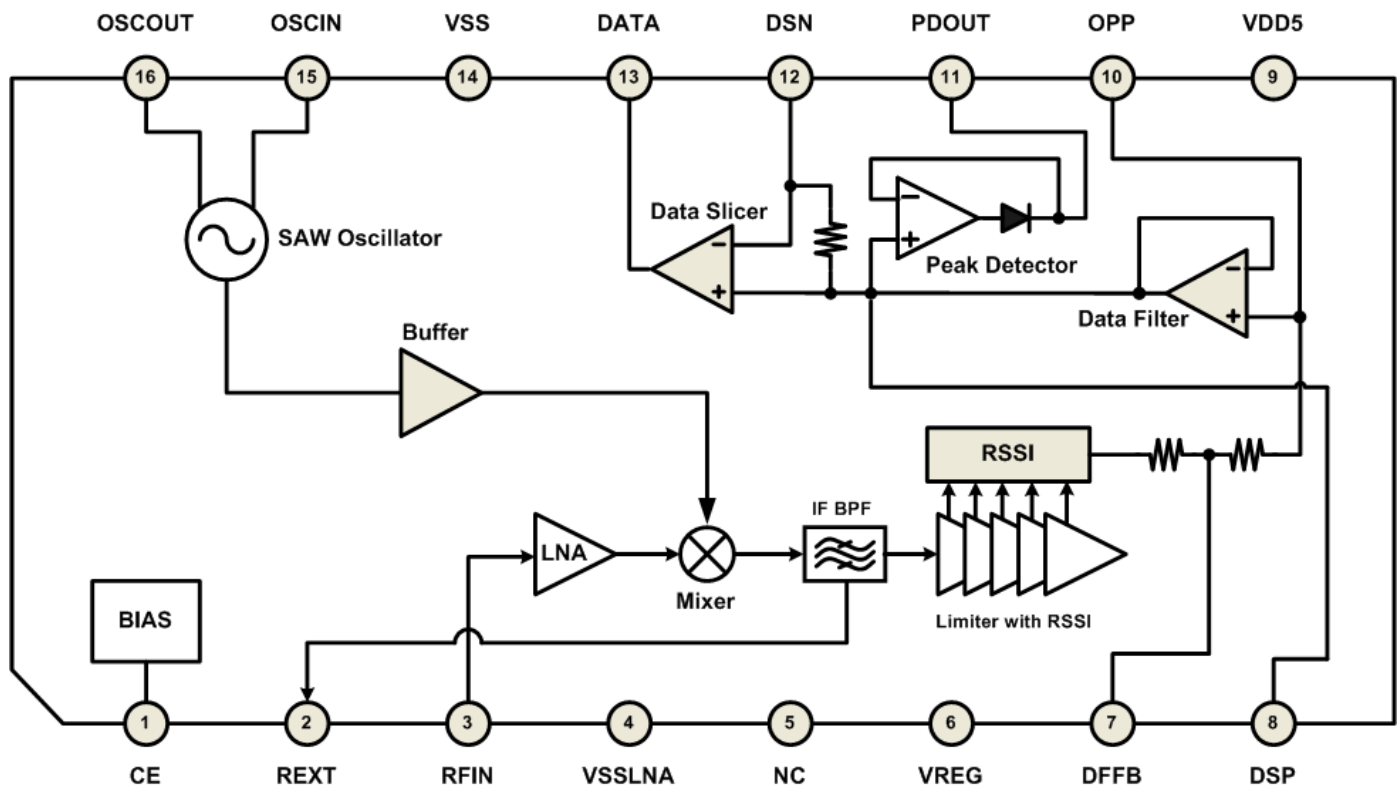 OSCOUT OSCIN VSS DATA DSN PDOUT OPP VDD5
16 15 14 13 12 11 10 9
Data Slicer
SAW Oscillator
Peak Detector
Data Filter
Buffer
RSSI
IF BPF
LNA
Mixer
BIAS
Limiter with RSSI
1 2 3 4 5 6 7 8
CE REXT RFIN VSSLNA NC VREG DFFB DSP